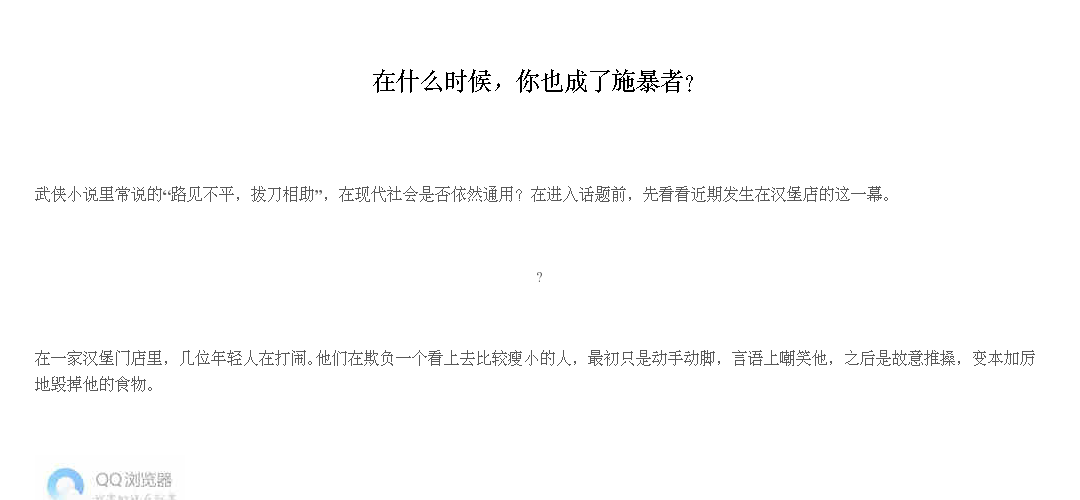 在什么时候，你也成了施暴者?
武侠小说里常说的“路见不平，拔刀相助”，在现代社会是否依然通用？在进入话题前，先看看近期发生在汉堡店的这一幕。
?
在一家汉堡门店里，几位年轻人在打闹。他们在欺负一个看上去比较瘦小的人，最初只是动手动脚，言语上嘲笑他，之后是故意推搡，变本加厉
地毁掉他的食物。
QQ浏览器